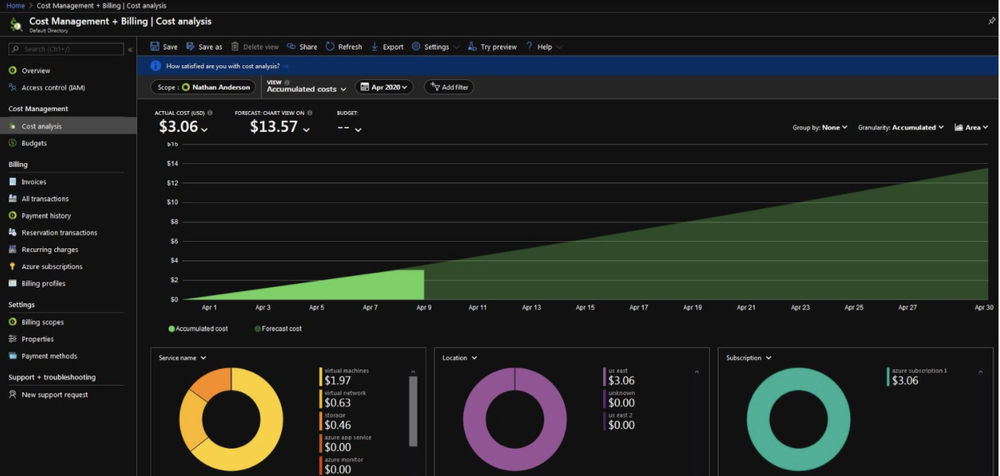 Home > Cost Management + Billing | Cost analysis
Cost Management + Billing | Cost analysis
Default Directory
Search (Ctrl+/)
«
Overview
Access control (IAM)
Cost Management
Cost analysis
Budgets
Billing
Invoices
All transactions
Payment history
Reservation transactions
Recurring charges
Azure subscriptions
Billing profiles
Settings
Billing scopes
Properties
Payment methods
Support + troubleshooting
New support request
Save Save as Delete view Share Refresh Export Settings Try preview ? Help
How satisfied are you with cost analysis? →
Scope : Nathan Anderson
VIEW
Accumulated costs
Apr 2020
Add filter
ACTUAL COST (USD)
$3.06
FORECAST: CHART VIEW ON
$13.57
BUDGET:
--
Group by: None Granularity: Accumulated Area
$16
$14
$12
$10
$8
$6
$4
$2
$0
Apr 1 Apr 3 Apr 5 Apr 7 Apr 9 Apr 11 Apr 13 Apr 15 Apr 17 Apr 19 Apr 21 Apr 23 Apr 25 Apr 27 Apr 30
Accumulated cost Forecast cost
Service name
virtual machines
$1.97
virtual network
$0.63
storage
$0.46
azure app service
$0.00
azure monitor
$0.00
Location
us east
$3.06
unknown
$0.00
us east 2
$0.00
Subscription
azure subscription 1
$3.06